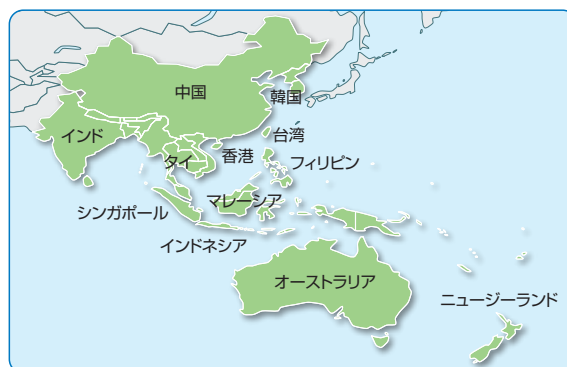 中国
韓国
インド
台湾
タイ
香港
フィリピン
シンガポール
マレーシア
インドネシア
オーストラリア
ニュージーランド